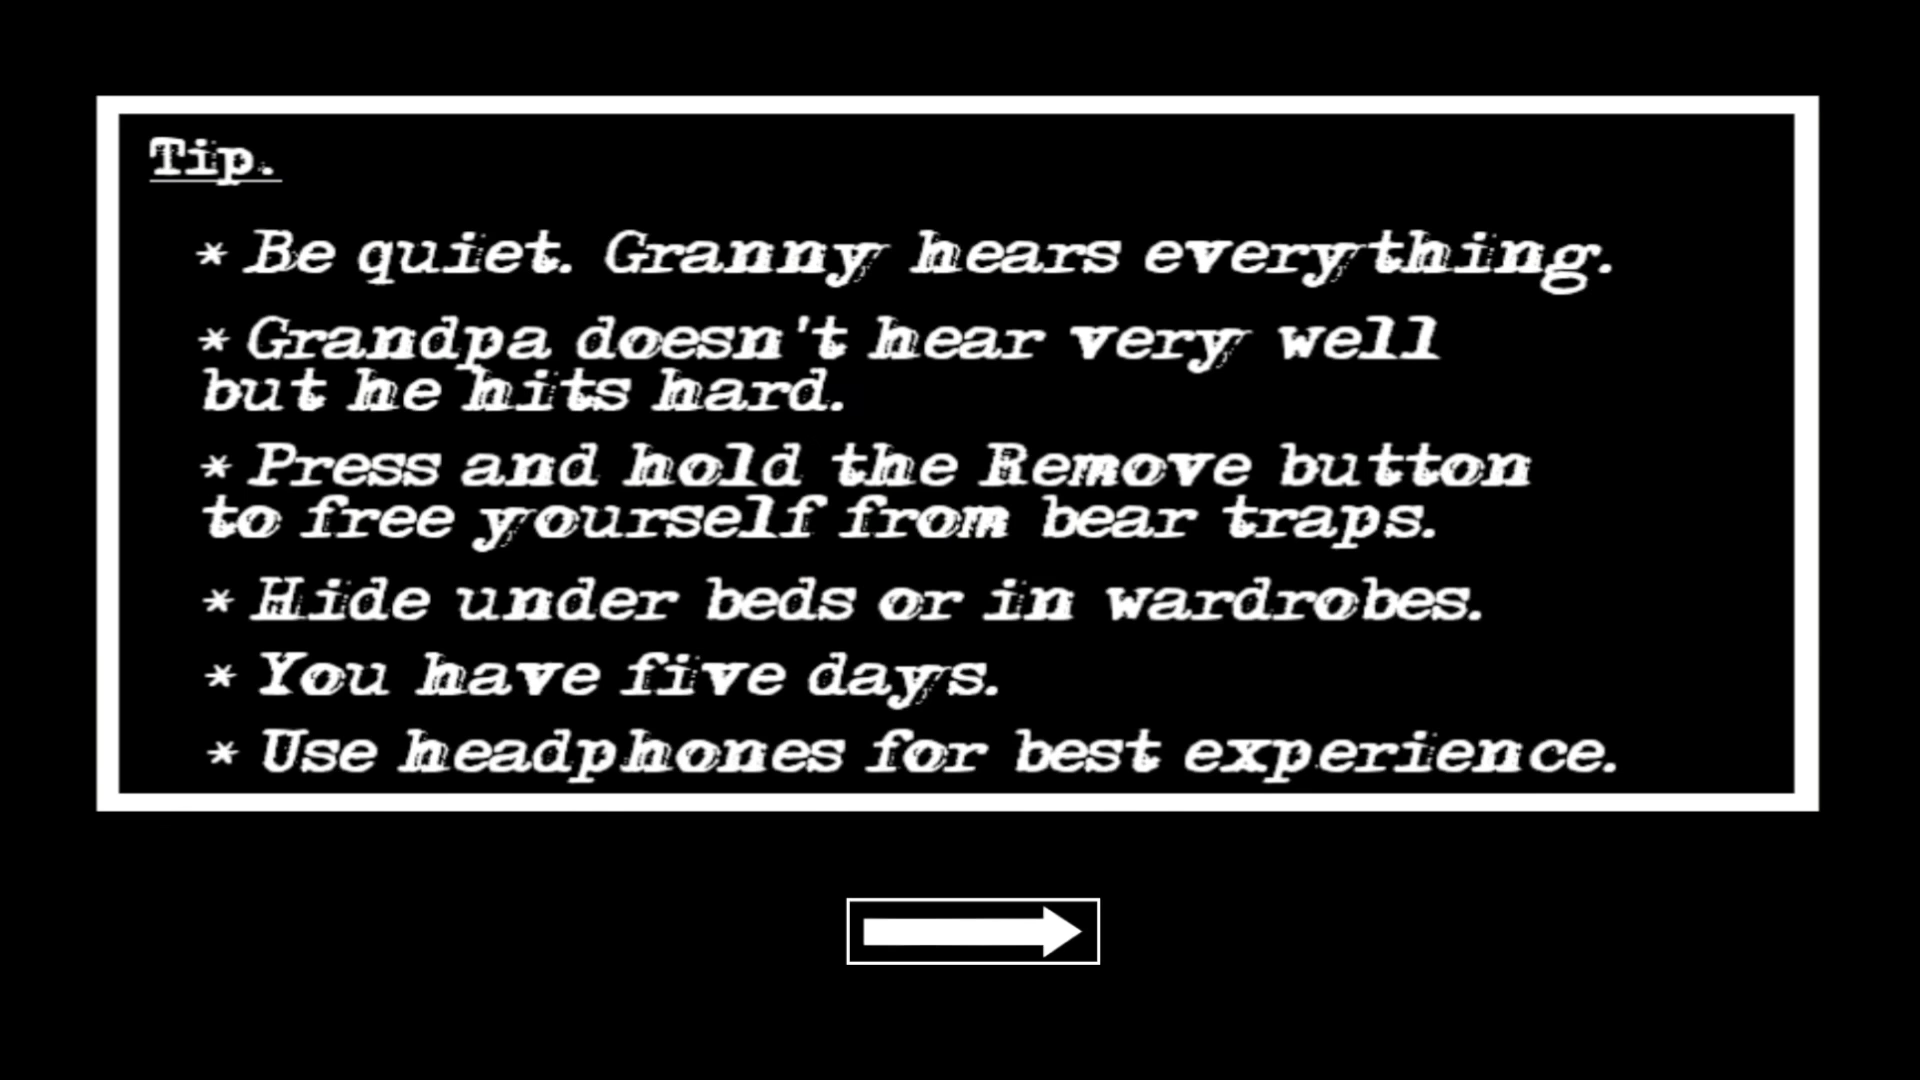 Tip.
* Be quiet. Granny hears everything.
* Grandpa doesn't hear very well
but he hits hard.
* Press and hold the Remove button
to free yourself from bear traps.
* Hide under beds or in wardrobes.
* You have five days.
* Use headphones for best experience.